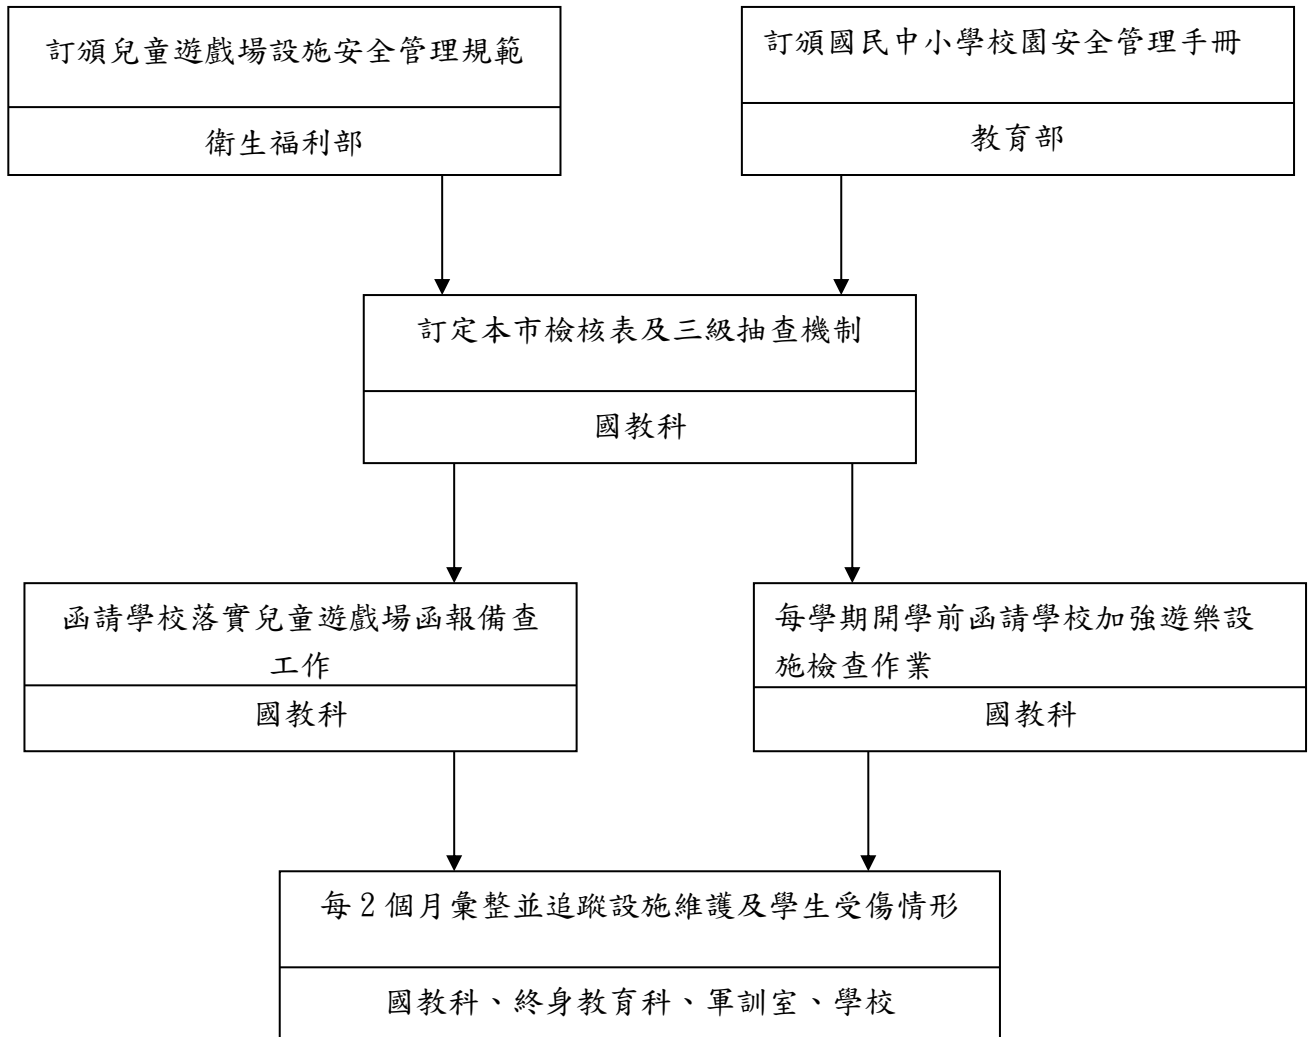 訂頒兒童遊戲場設施安全管理規範
衛生福利部
訂頒國民中小學校園安全管理手冊
教育部
訂定本市檢核表及三級抽查機制
國教科
函請學校落實兒童遊戲場函報備查
工作
國教科
每學期開學前函請學校加強遊樂設
施檢查作業
國教科
每2個月彙整並追蹤設施維護及學生受傷情形
國教科、終身教育科、軍訓室、學校